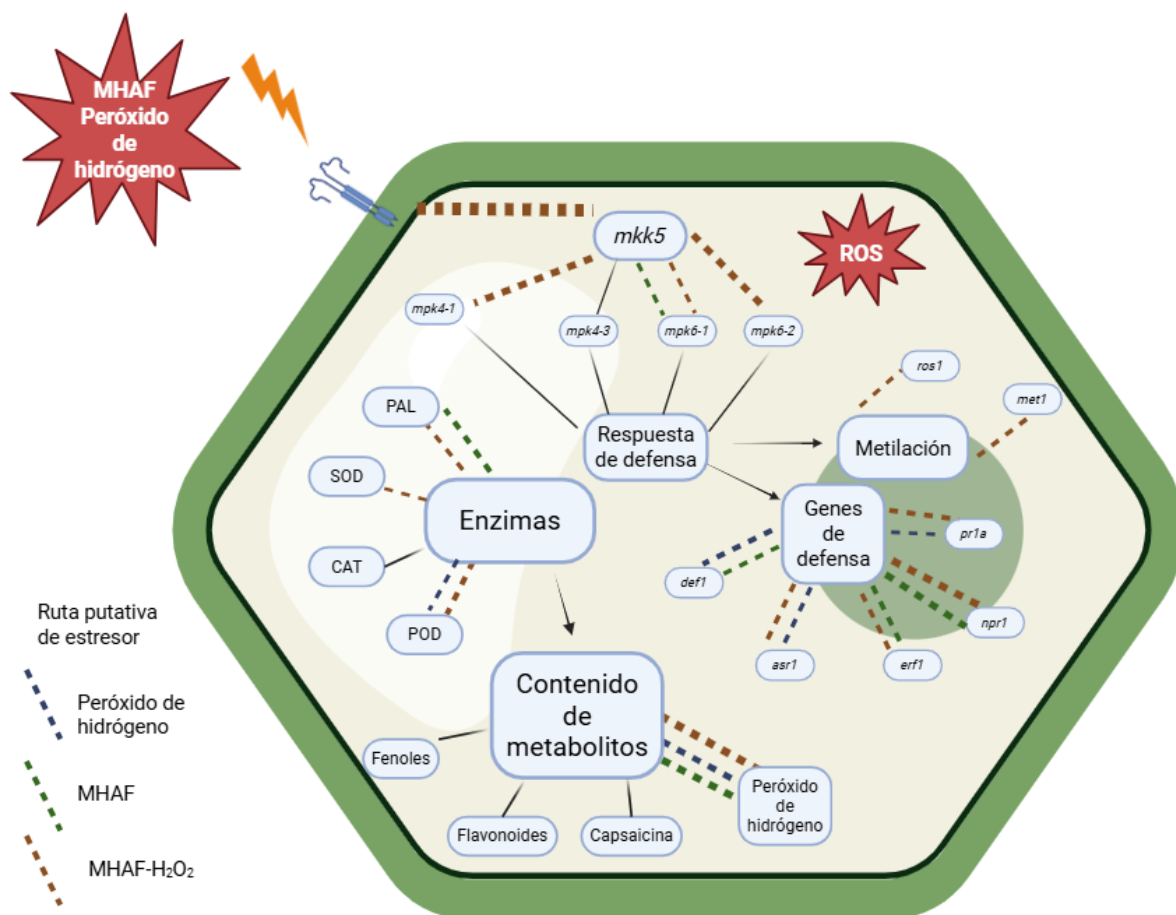 MHAF
Peróxido
de
hidrógeno
ROS
mkk5
mpk4-1
mpk4-3
mpk6-1
mpk6-2
ros1
met1
PAL
Respuesta
de defensa
Metilación
SOD
Enzimas
Genes
de
defensa
pr1a
CAT
def1
POD
npr1
asr1
erf1
Ruta putativa
de estresor
Peróxido de
hidrógeno
MHAF
MHAF-H₂O₂
Contenido
de
metabolitos
Fenoles
Flavonoides
Capsaicina
Peróxido
de
hidrógeno